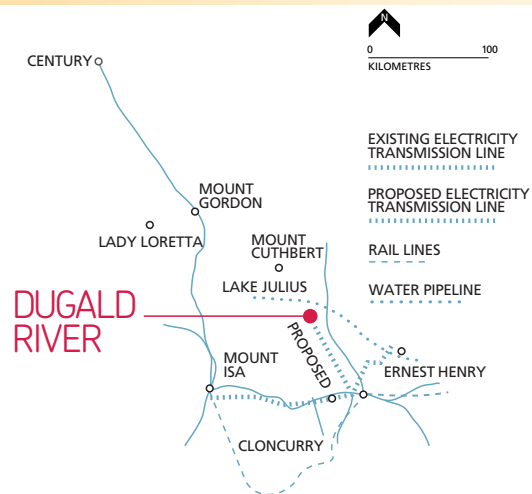 N
0 100
KILOMETRES
CENTURY
EXISTING ELECTRICITY
TRANSMISSION LINE
PROPOSED ELECTRICITY
TRANSMISSION LINE
RAIL LINES
WATER PIPELINE
MOUNT
GORDON
LADY LORETTA
MOUNT
CUTHBERT
LAKE JULIUS
DUGALD
RIVER
PROPOSED
MOUNT
ISA
ERNEST HENRY
CLONCURRY